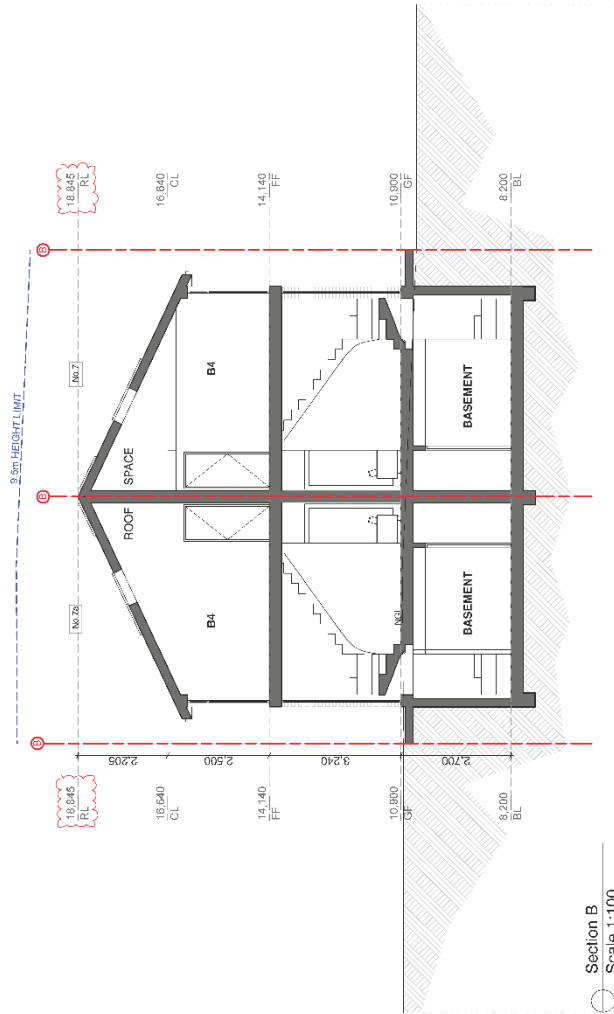 9.5m HEIGHT LIMIT
B
B
B
18,845
RL
No.7a
No.7
18,845
RL
2,205
16,640
CL
ROOF
SPACE
16,640
CL
2,500
B4
B4
14,140
FF
14,140
FF
3,240
10,900
GF
NGL
10,900
GF
2,700
BASEMENT
BASEMENT
8,200
BL
8,200
BL
Section B
Scale 1:100